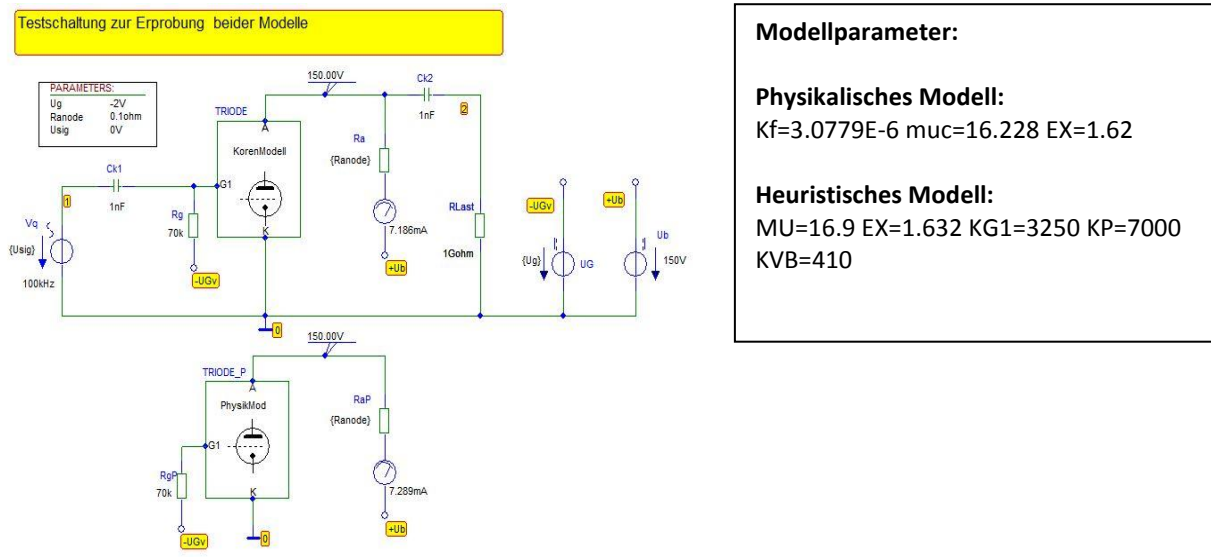 Testschaltung zur Erprobung beider Modelle
PARAMETERS:
Ug -2V
Ranode 0.1ohm
Usig 0V
150.00V
Ck2
1nF
2
TRIODE
A
KorenModell
G1
K
Ra
{Ranode}
7.186mA
+Ub
Ck1
1nF
1
Vq
{Usig}
100kHz
Rg
70k
-UGv
RLast
1Gohm
-UGv
{Ug}
UG
+Ub
Ub
150V
0
150.00V
TRIODE_P
A
PhysikMod
G1
K
RaP
{Ranode}
7.289mA
+Ub
RgP
70k
-UGv
0
Modellparameter:
Physikalisches Modell:
Kf=3.0779E-6 muc=16.228 EX=1.62
Heuristisches Modell:
MU=16.9 EX=1.632 KG1=3250 KP=7000
KVB=410